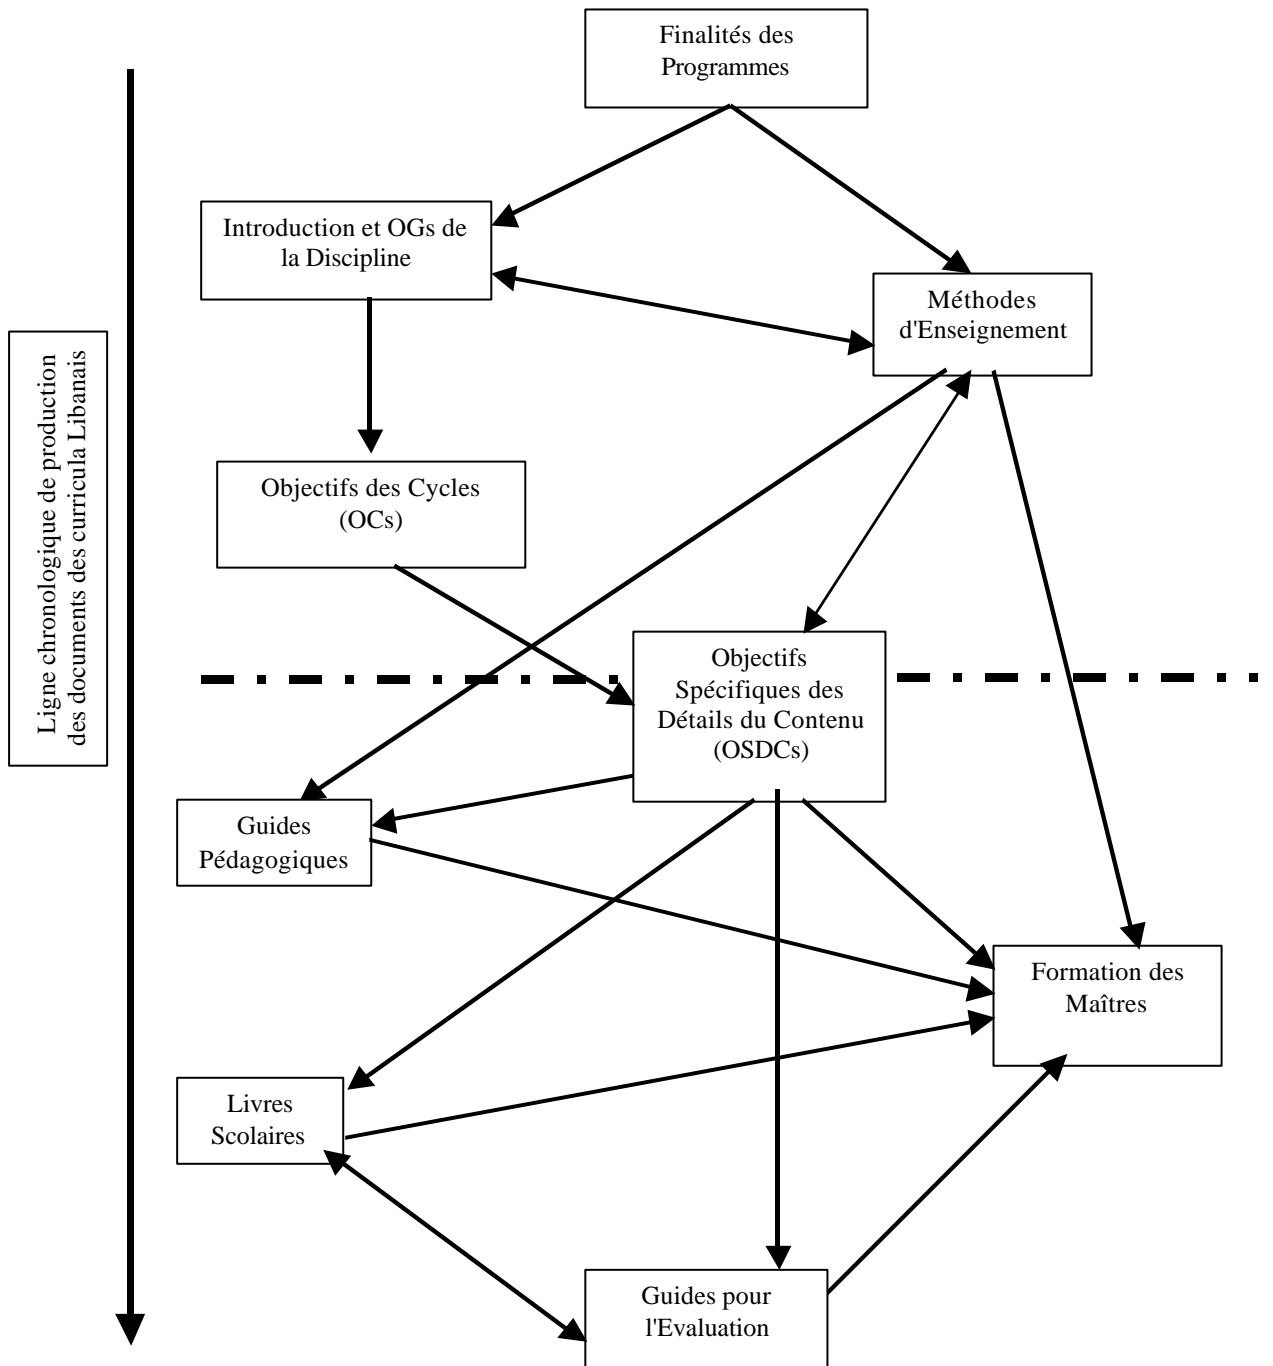 Finalités des
Programmes
Introduction et OGs de
la Discipline
Méthodes
d'Enseignement
Ligne chronologique de production
des documents des curricula Libanais
Objectifs des Cycles
(OCs)
Objectifs
Spécifiques des
Détails du Contenu
(OSDCs)
Guides
Pédagogiques
Formation des
Maîtres
Livres
Scolaires
Guides pour
l'Evaluation